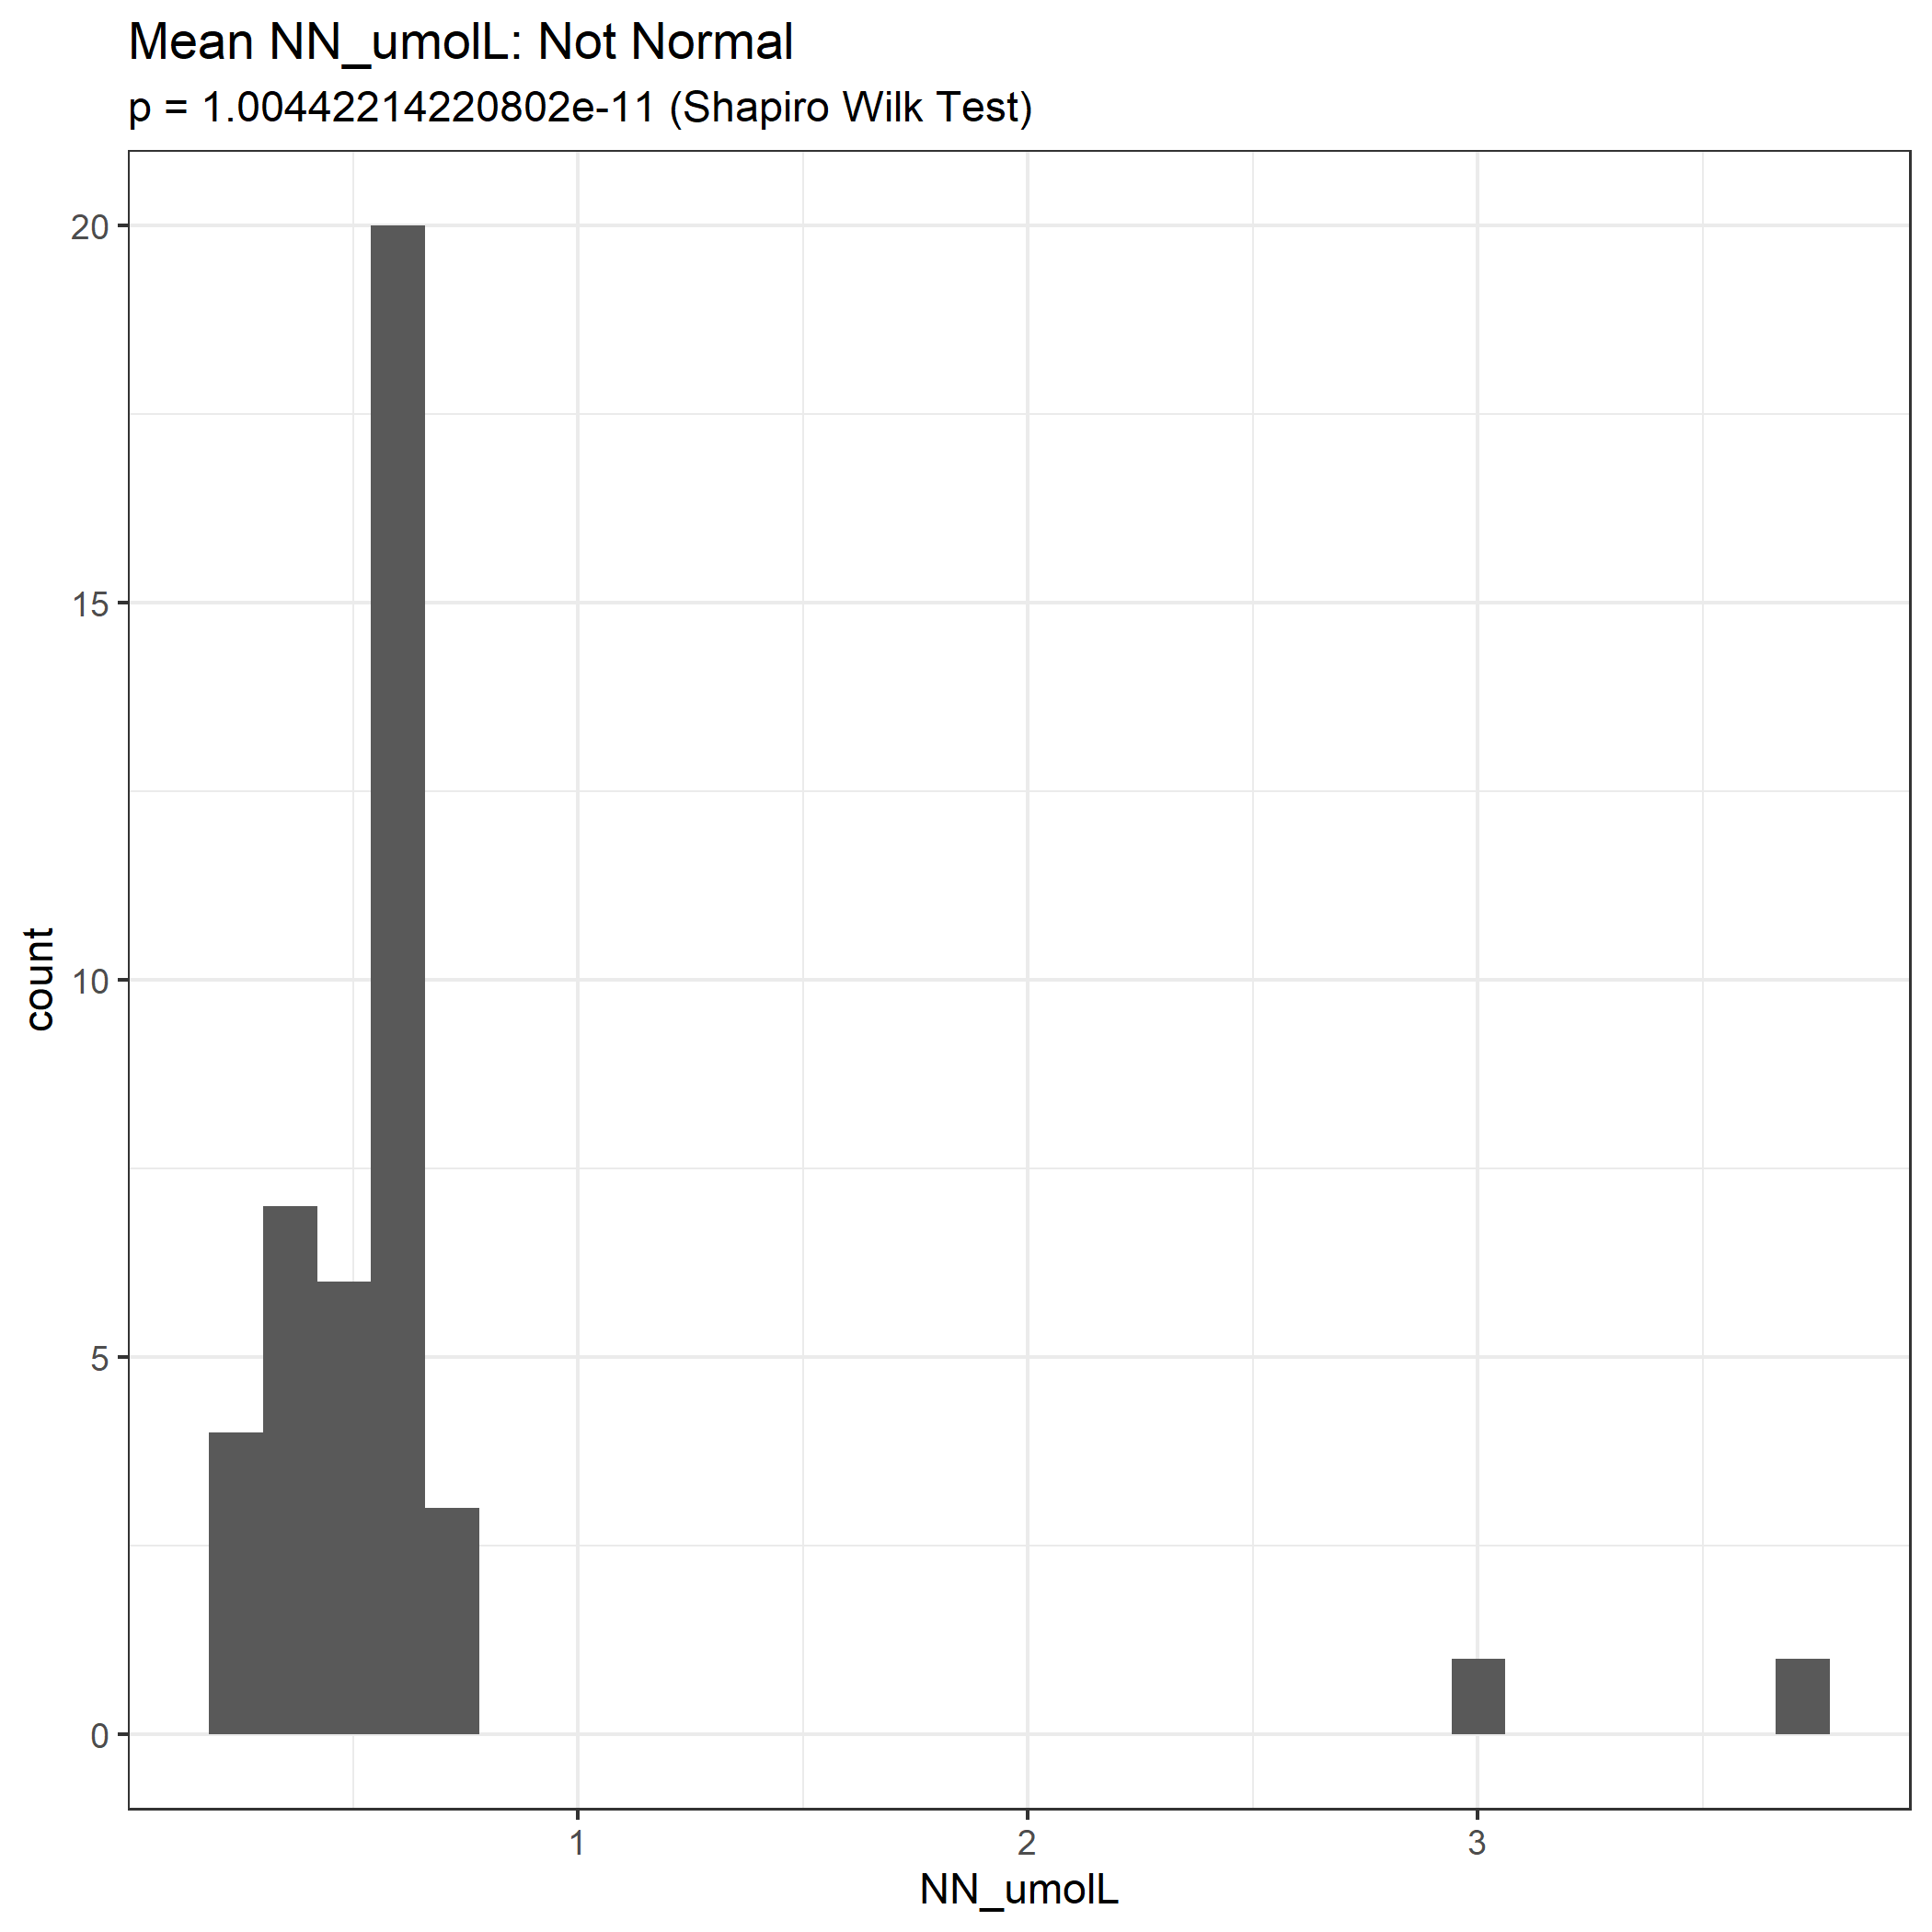 Mean NN_umolL: Not Normal
p = 1.00442214220802e-11 (Shapiro Wilk Test)
20
15
10
5
0
count
1 2 3
NN_umolL